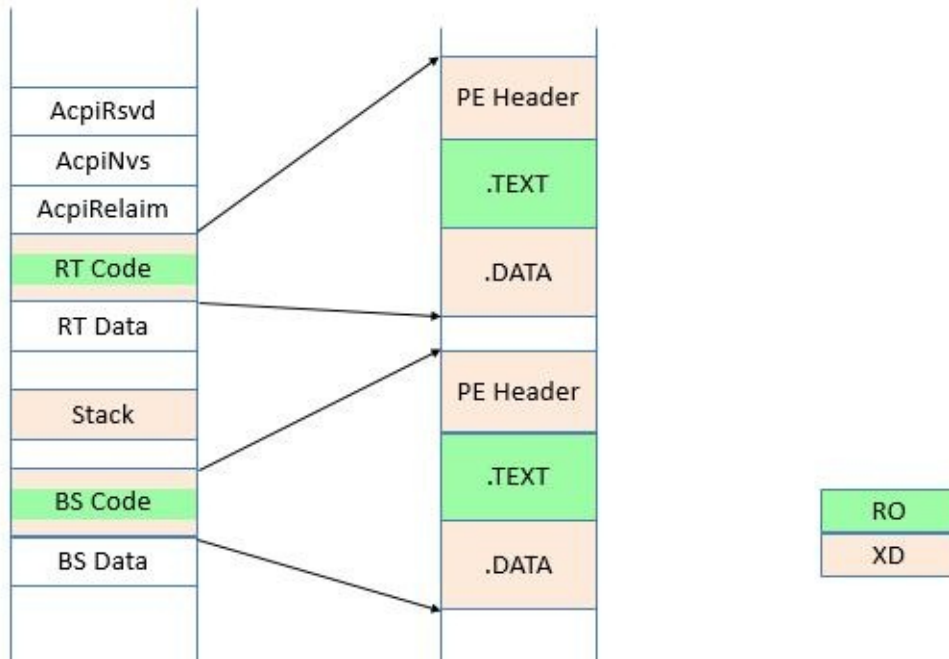 AcpiRsvd
AcpiNvs
AcpiRelaim
RT Code
RT Data
Stack
BS Code
BS Data
PE Header
.TEXT
.DATA
PE Header
.TEXT
.DATA
RO
XD